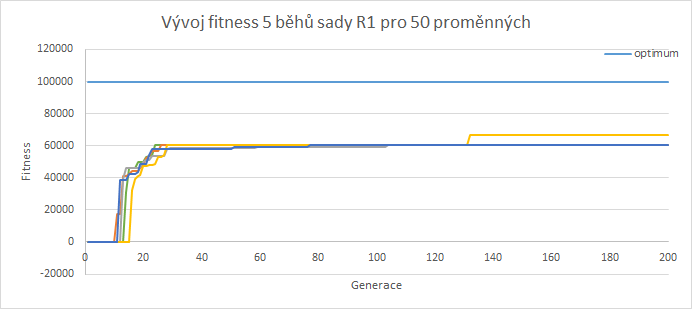 Vývoj fitness 5 běhů sady R1 pro 50 proměnných
120000
optimum
100000
80000
60000
40000
20000
0
-20000
Fitness
0 20 40 60 80 100 120 140 160 180 200
Generace